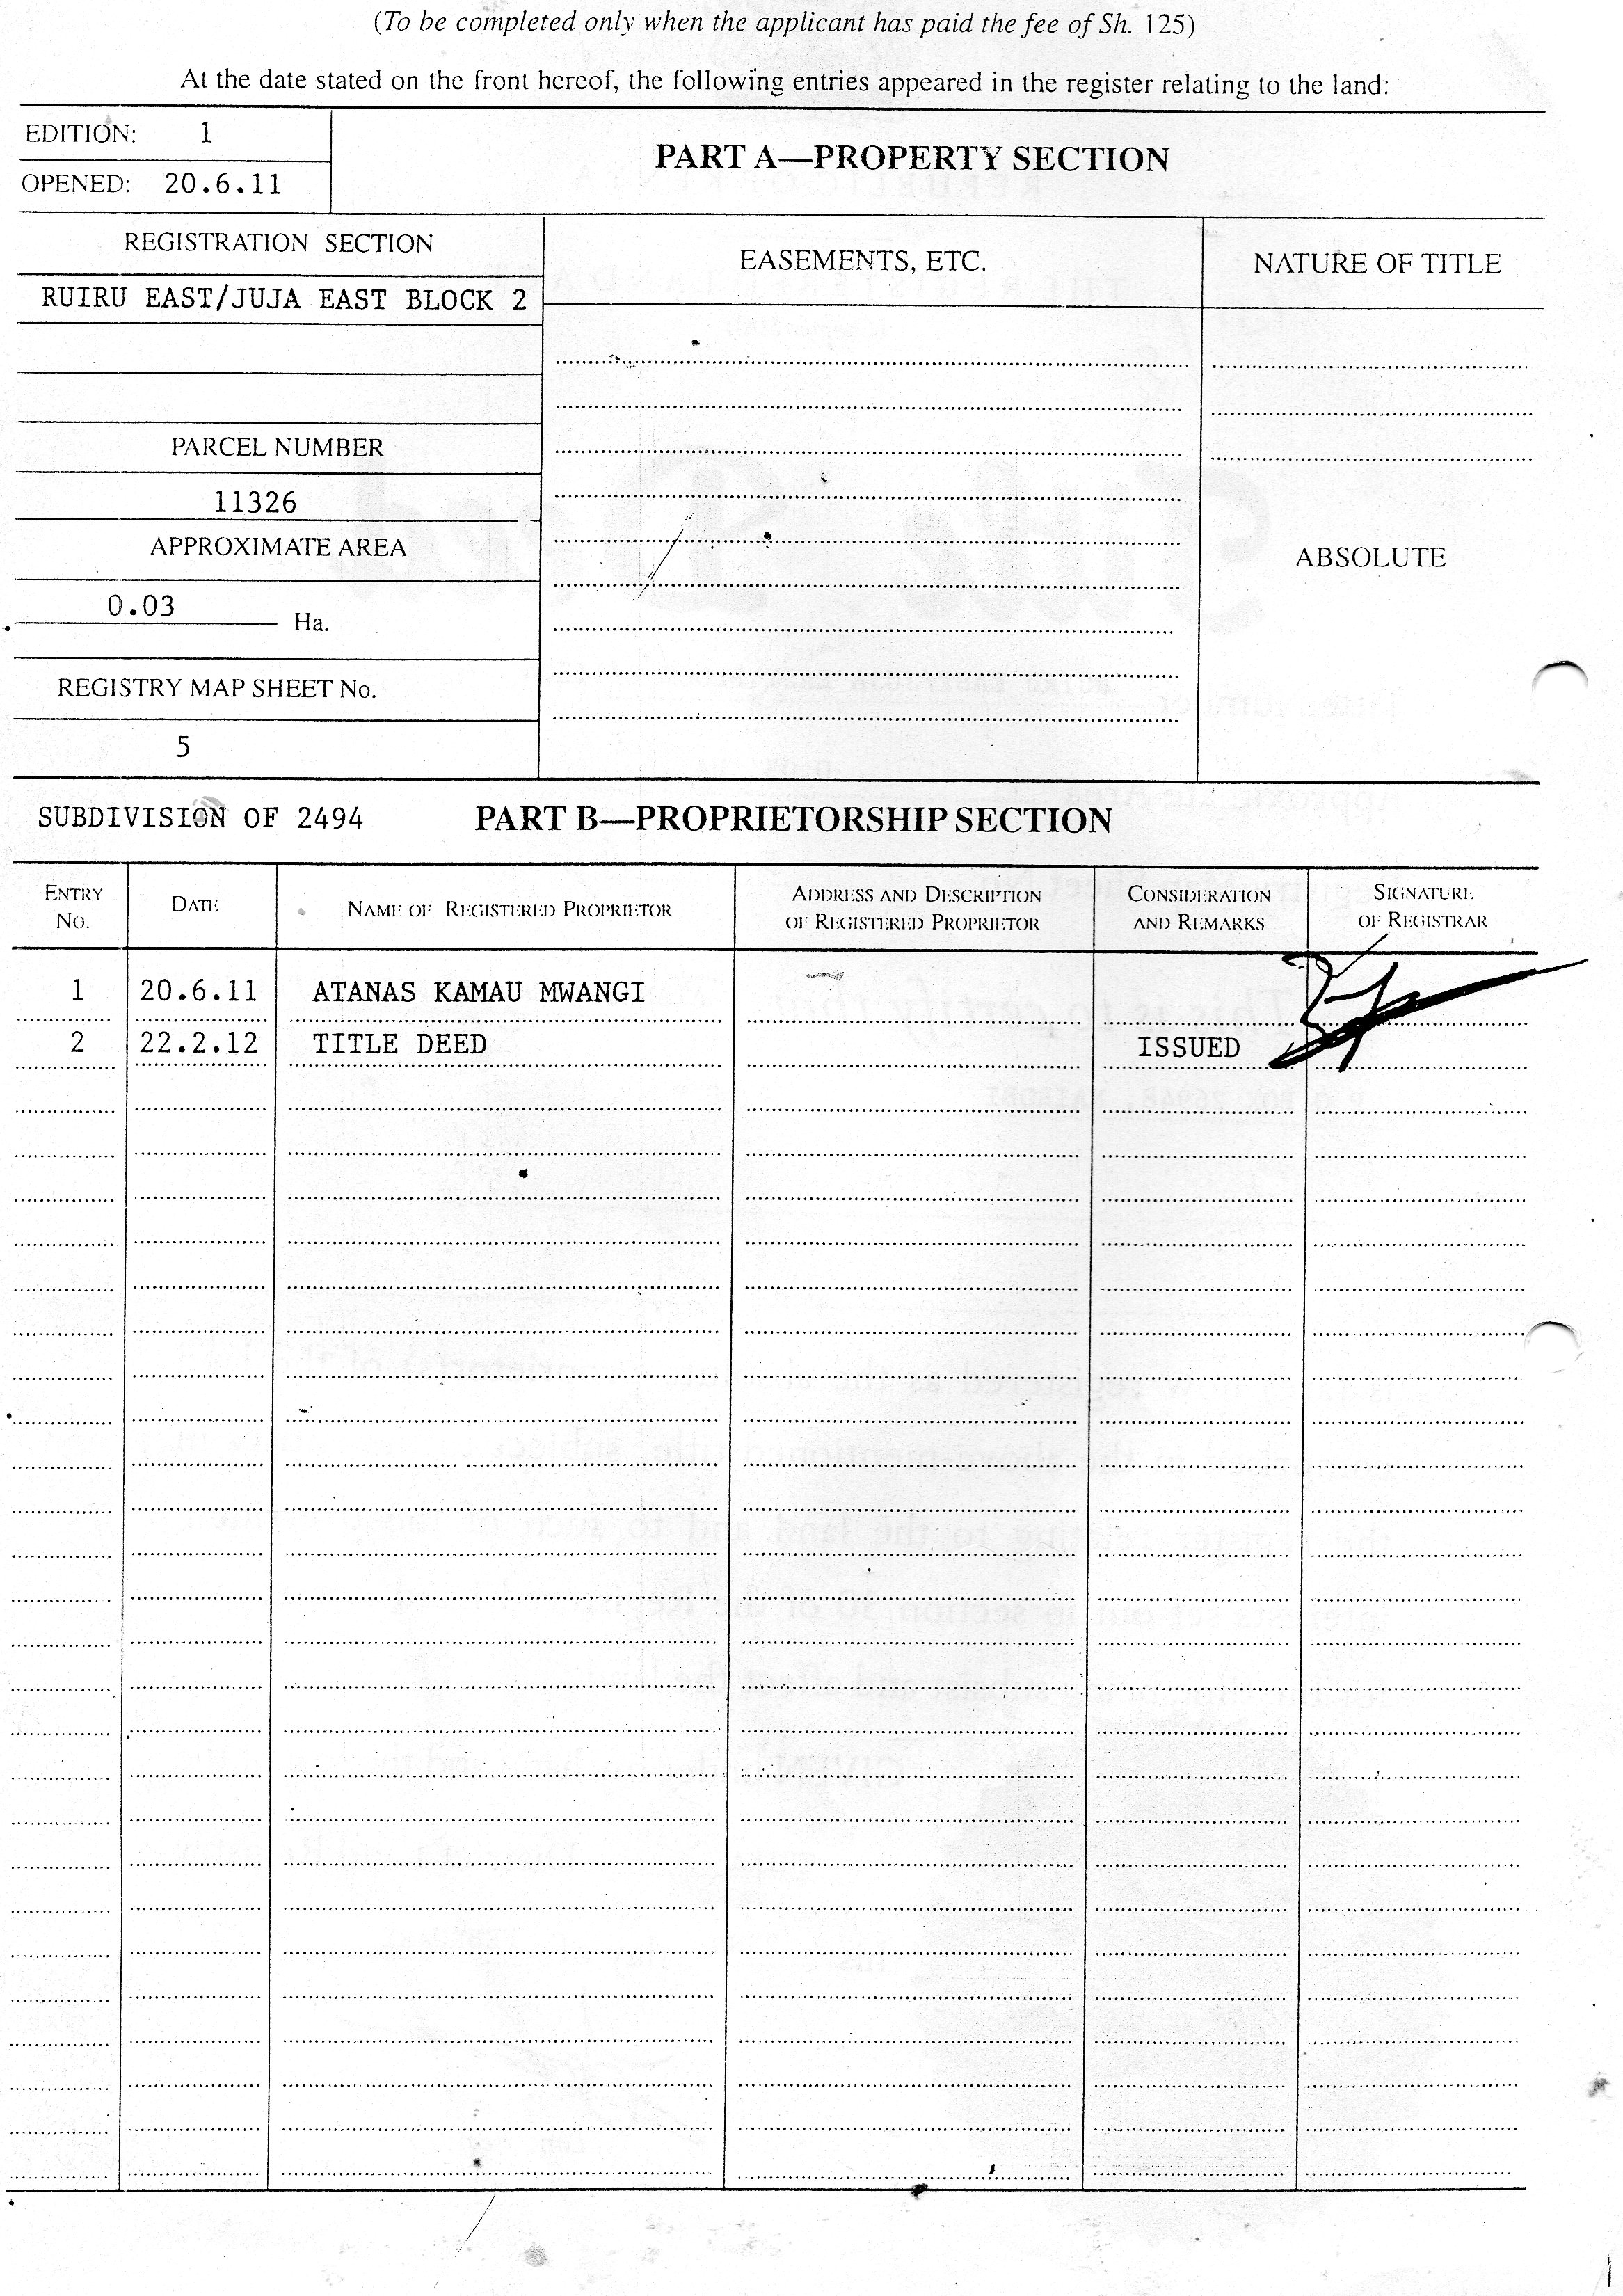 (To be completed only when the applicant has paid the fee of Sh. 125)
At the date stated on the front hereof, the following entries appeared in the register relating to the land:
EDITION: 1
OPENED: 20.6.11
PART A—PROPERTY SECTION
REGISTRATION SECTION
EASEMENTS, ETC.
NATURE OF TITLE
RUIRU EAST/JUJA EAST BLOCK 2
PARCEL NUMBER
11326
APPROXIMATE AREA
ABSOLUTE
0.03 Ha.
REGISTRY MAP SHEET No.
5
SUBDIVISION OF 2494 PART B—PROPRIETORSHIP SECTION
ENTRY No. DATE NAME OF REGISTERED PROPRIETOR ADDRESS AND DESCRIPTION OF REGISTERED PROPRIETOR CONSIDERATION AND REMARKS SIGNATURE OF REGISTRAR
1 20.6.11 ATANAS KAMAU MWANGI
2 22.2.12 TITLE DEED ISSUED